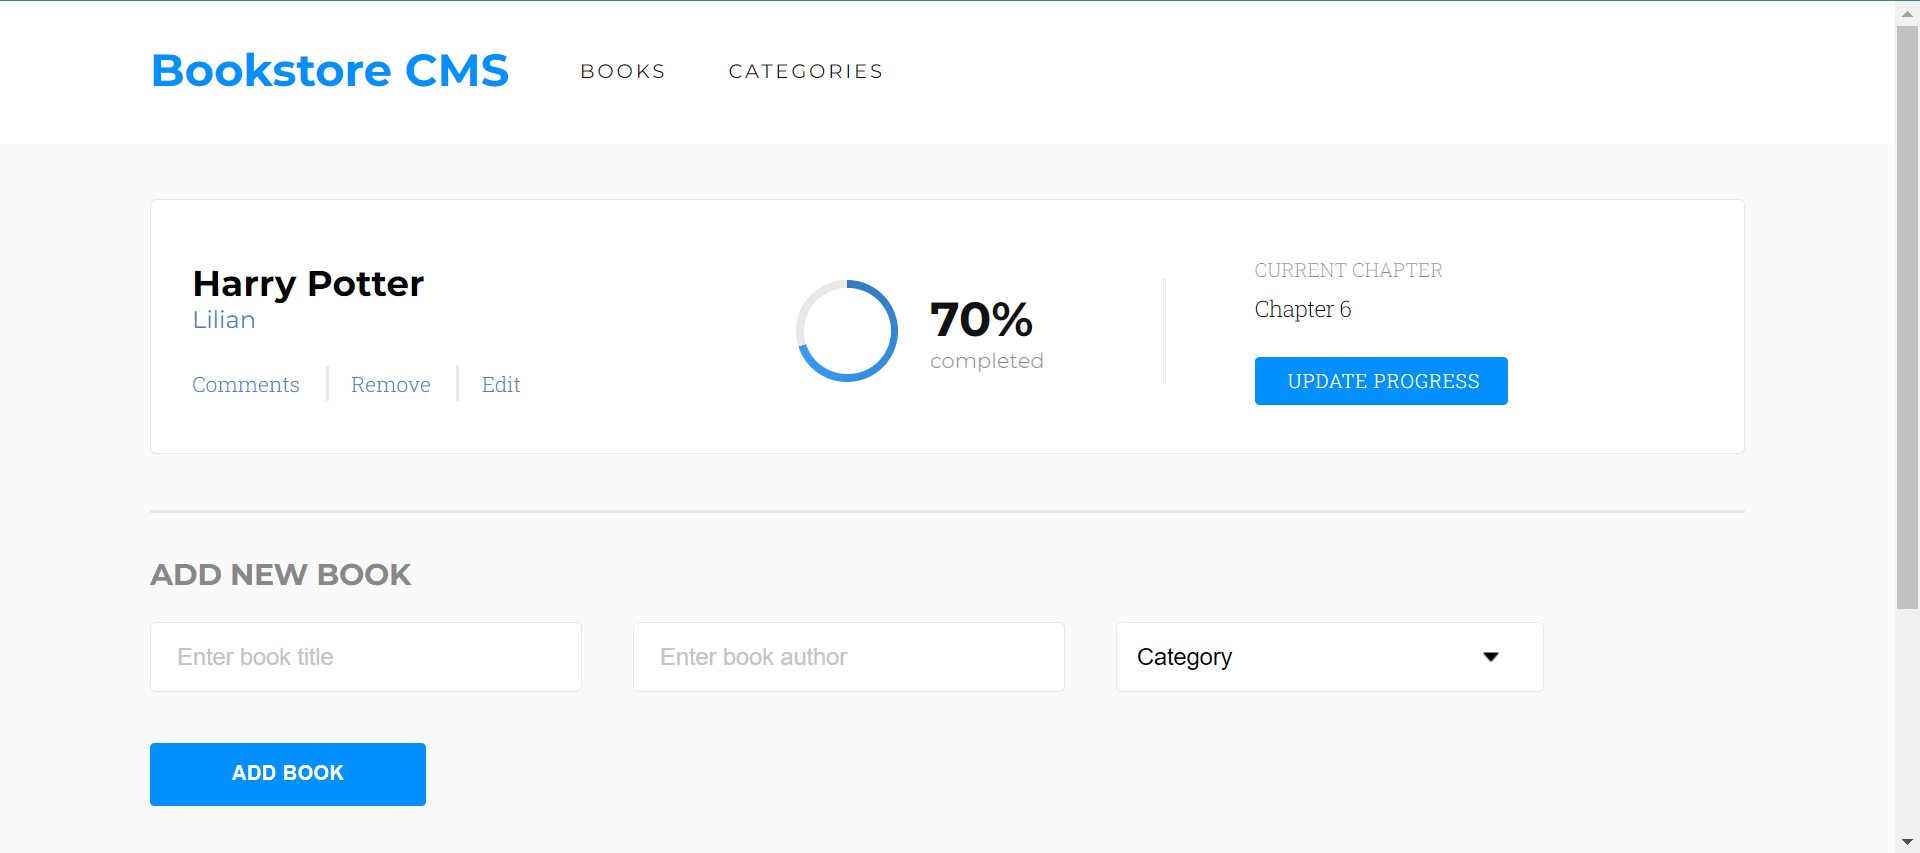 Bookstore CMS BOOKS CATEGORIES
Harry Potter
Lilian
Comments Remove Edit
70%
completed
CURRENT CHAPTER
Chapter 6
UPDATE PROGRESS
ADD NEW BOOK
Enter book title Enter book author Category
ADD BOOK